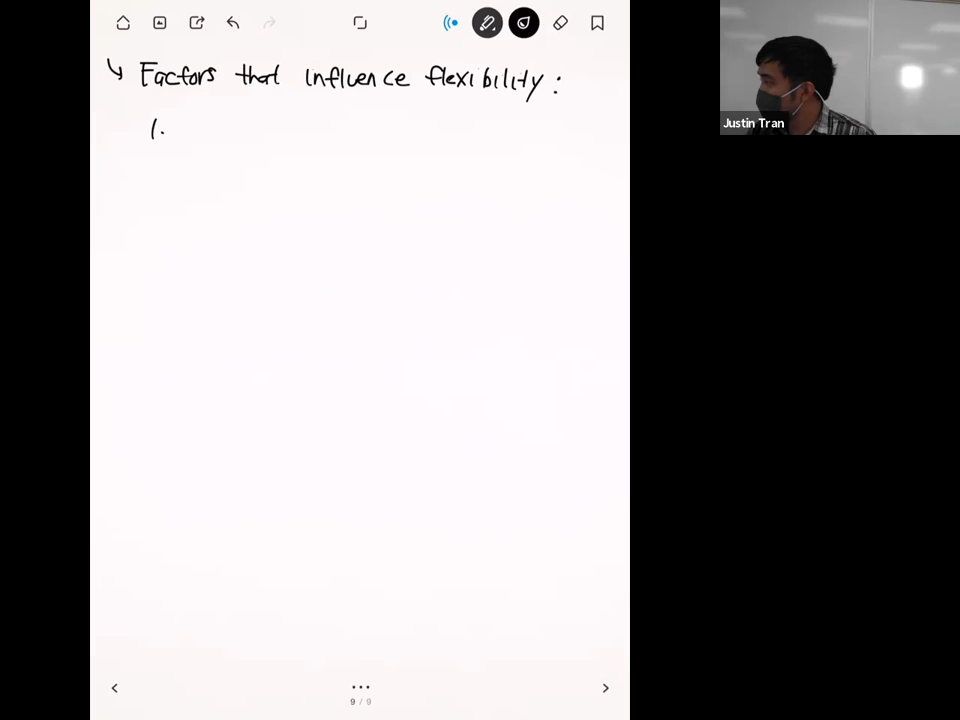 ↳ Factors that influence flexibility:
1.
Justin Tran
9 / 9